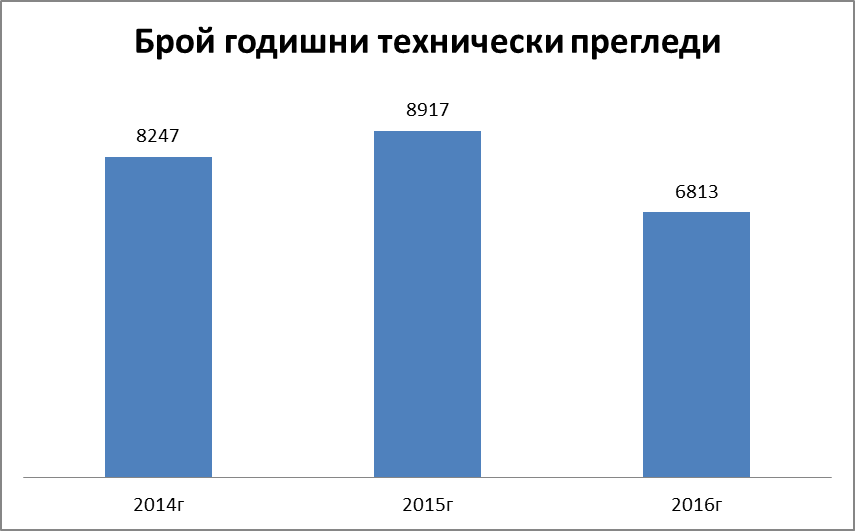 Брой годишни технически прегледи
8247
8917
6813
2014г
2015г
2016г